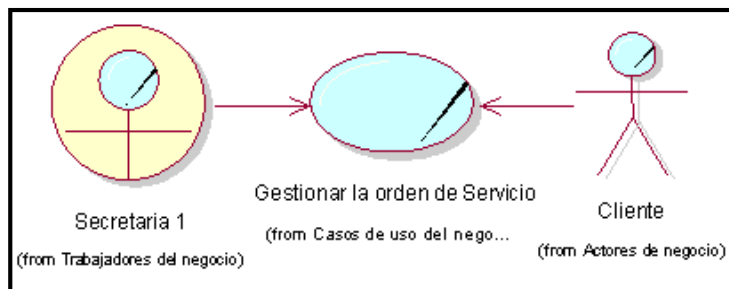 Secretaria 1
(from Trabajadores del negocio)
Gestionar la orden de Servicio
(from Casos de uso del nego...
Cliente
(from Actores de negocio)